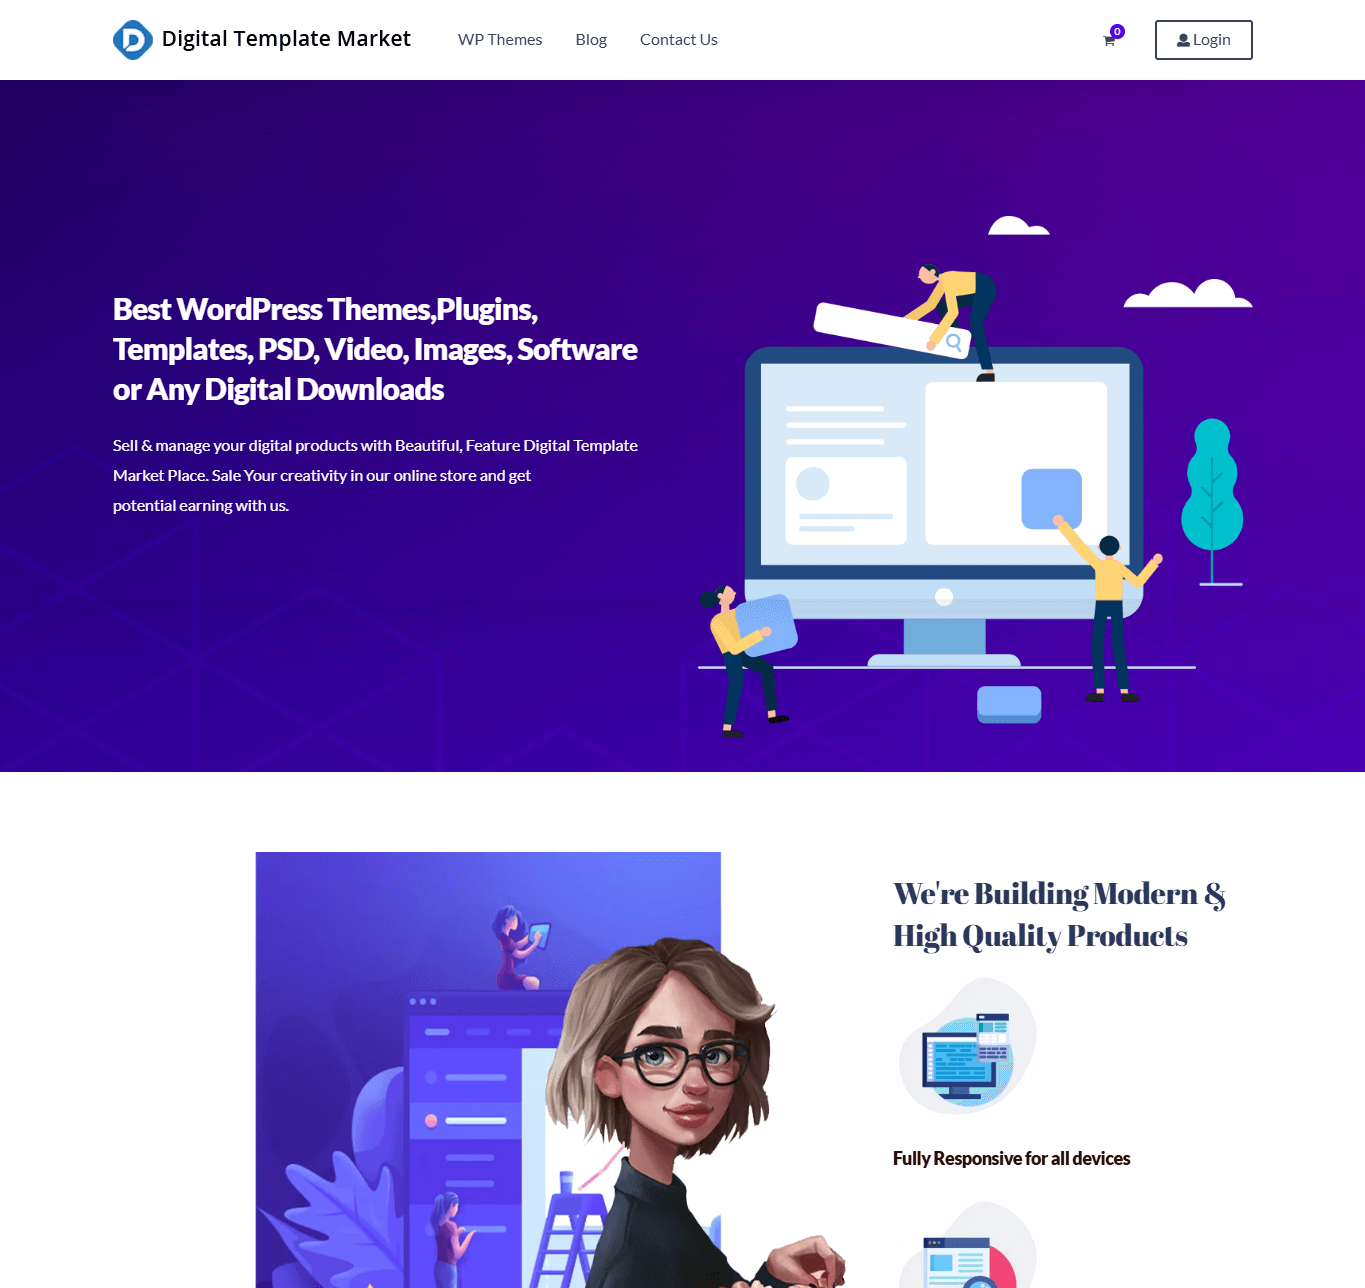 Digital Template Market
WP Themes
Blog
Contact Us
0
Login
Best WordPress Themes,Plugins,
Templates, PSD, Video, Images, Software
or Any Digital Downloads
Sell & manage your digital products with Beautiful, Feature Digital Template
Market Place. Sale Your creativity in our online store and get
potential earning with us.
We're Building Modern &
High Quality Products
Fully Responsive for all devices